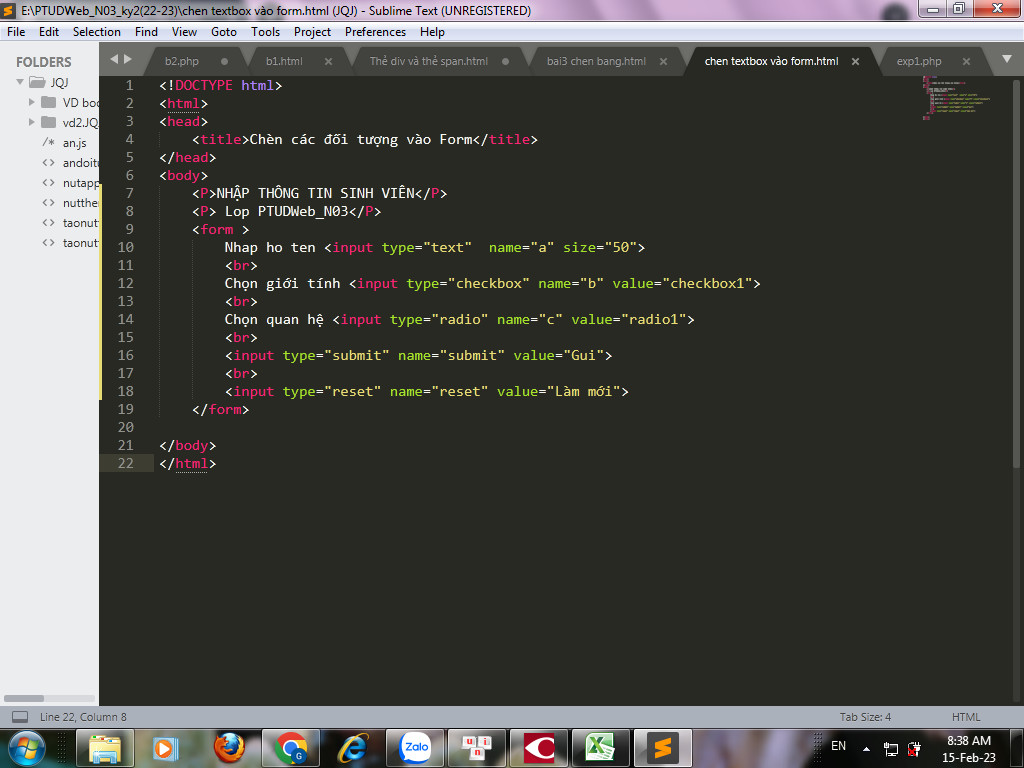 E:\PTUDWeb_N03_ky2(22-23)\chen textbox vào form.html (JQJ) - Sublime Text (UNREGISTERED)
File Edit Selection Find View Goto Tools Project Preferences Help
FOLDERS
JQJ
VD boo
vd2.JQ
/* an.js
<> andoitu
<> nutapp
<> nutther
<> taonut
<> taonut
b2.php b1.html Thẻ div và thẻ span.html bai3 chen bang.html chen textbox vào form.html exp1.php
1 <!DOCTYPE html>
2 <html>
3 <head>
4 <title>Chèn các đối tượng vào Form</title>
5 </head>
6 <body>
7 <P>NHẬP THÔNG TIN SINH VIÊN</P>
8 <P> Lop PTUDWeb_N03</P>
9 <form >
10 Nhap ho ten <input type="text"  name="a" size="50">
11 <br>
12 Chọn giới tính <input type="checkbox" name="b" value="checkbox1">
13 <br>
14 Chọn quan hệ <input type="radio" name="c" value="radio1">
15 <br>
16 <input type="submit" name="submit" value="Gui">
17 <br>
18 <input type="reset" name="reset" value="Làm mới">
19 </form>
20
21 </body>
22 </html>
Line 22, Column 8 Tab Size: 4 HTML
Zalo
u n i
EN
8:38 AM
15-Feb-23